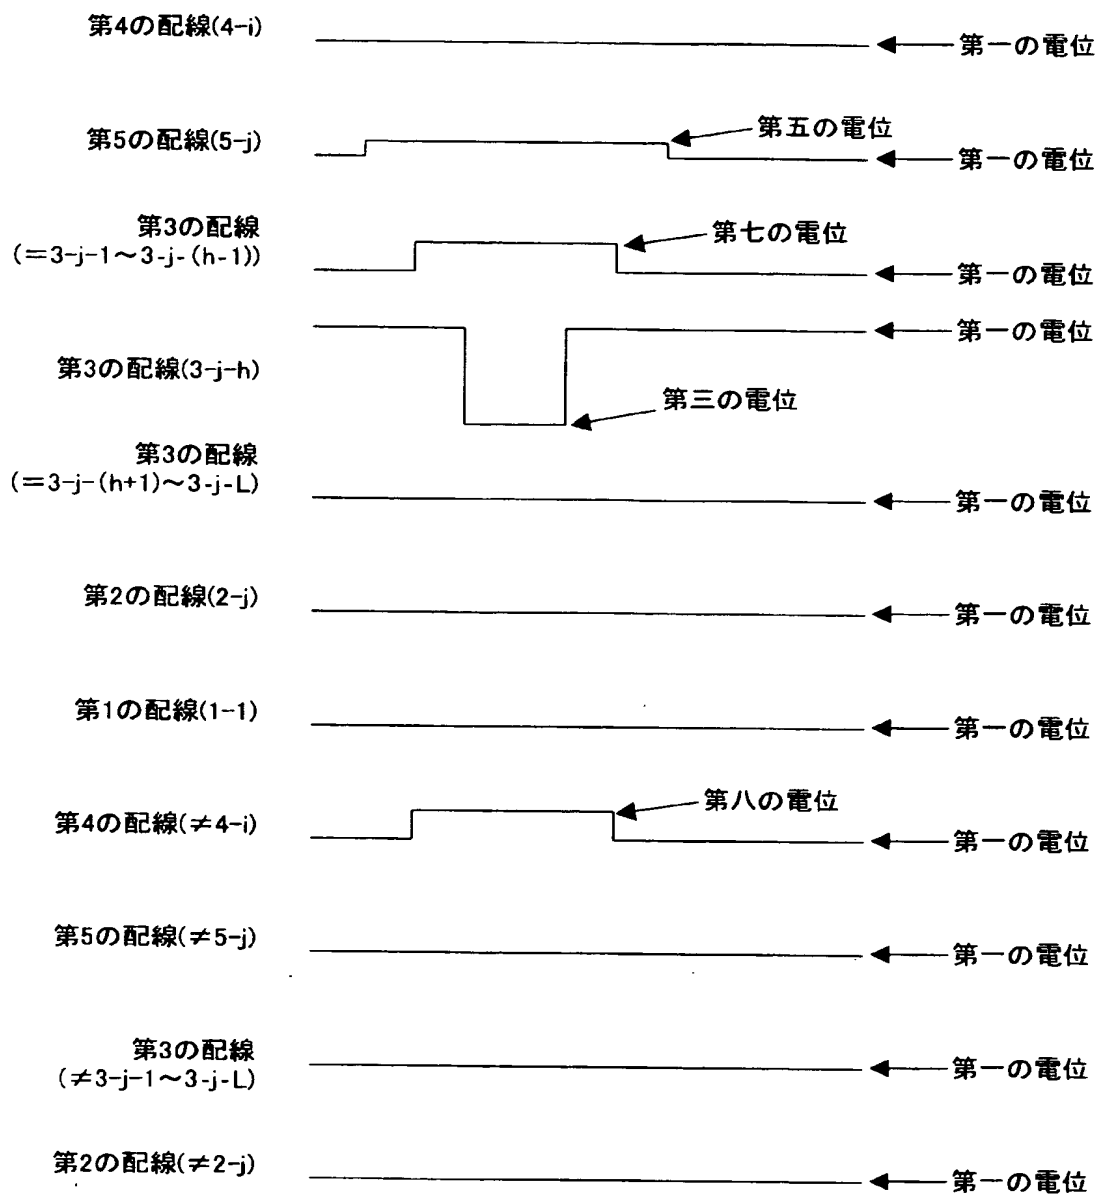 第4の配線(4-i)
第一の電位
第5の配線(5-j)
第五の電位
第一の電位
第3の配線
(=3-j-1～3-j-(h-1))
第七の電位
第一の電位
第一の電位
第3の配線(3-j-h)
第三の電位
第3の配線
(=3-j-(h+1)～3-j-L)
第一の電位
第2の配線(2-j)
第一の電位
第1の配線(1-1)
第一の電位
第八の電位
第4の配線(≠4-i)
第一の電位
第5の配線(≠5-j)
第一の電位
第3の配線
(≠3-j-1～3-j-L)
第一の電位
第2の配線(≠2-j)
第一の電位